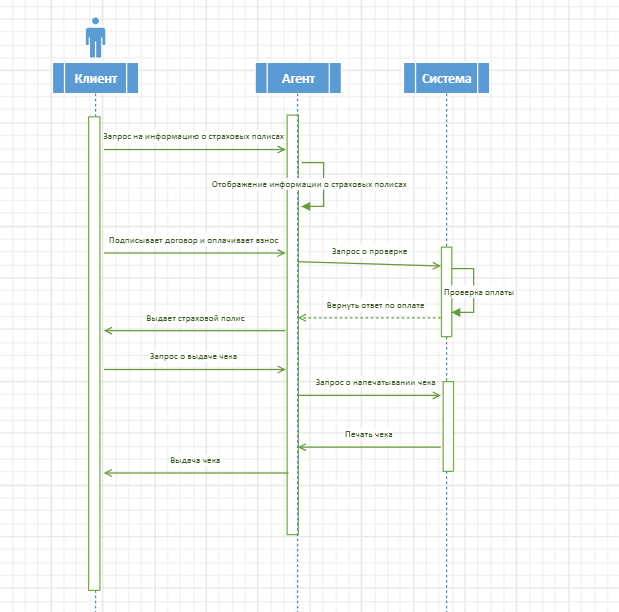 Клиент
Агент
Система
Запрос на информацию о страховых полисах
Отображение информации о страховых полисах
Подписывает договор и оплачивает взнос
Запрос о проверке
Проверка оплаты
Вернуть ответ по оплате
Выдает страховой полис
Запрос о выдаче чека
Запрос о напечатывании чека
Печать чека
Выдача чека